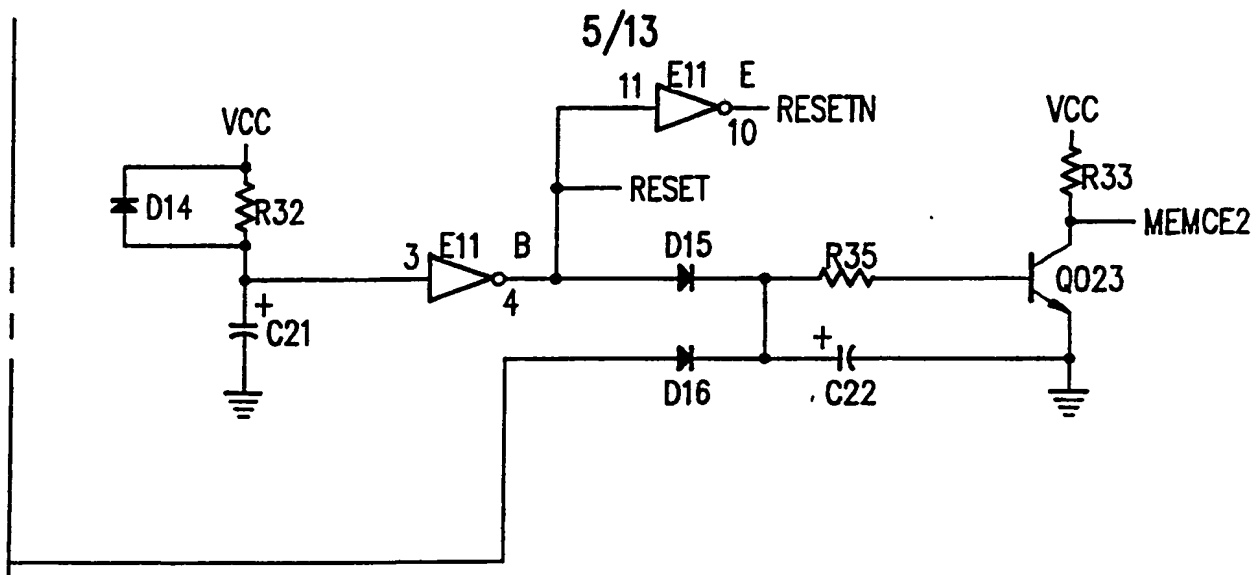 5/13
11 E11 E
10 RESETN
VCC
VCC
R33
D14
R32
RESET
MEMCE2
3 E11 B
4
D15
R35
Q023
+
C21
+
D16
C22